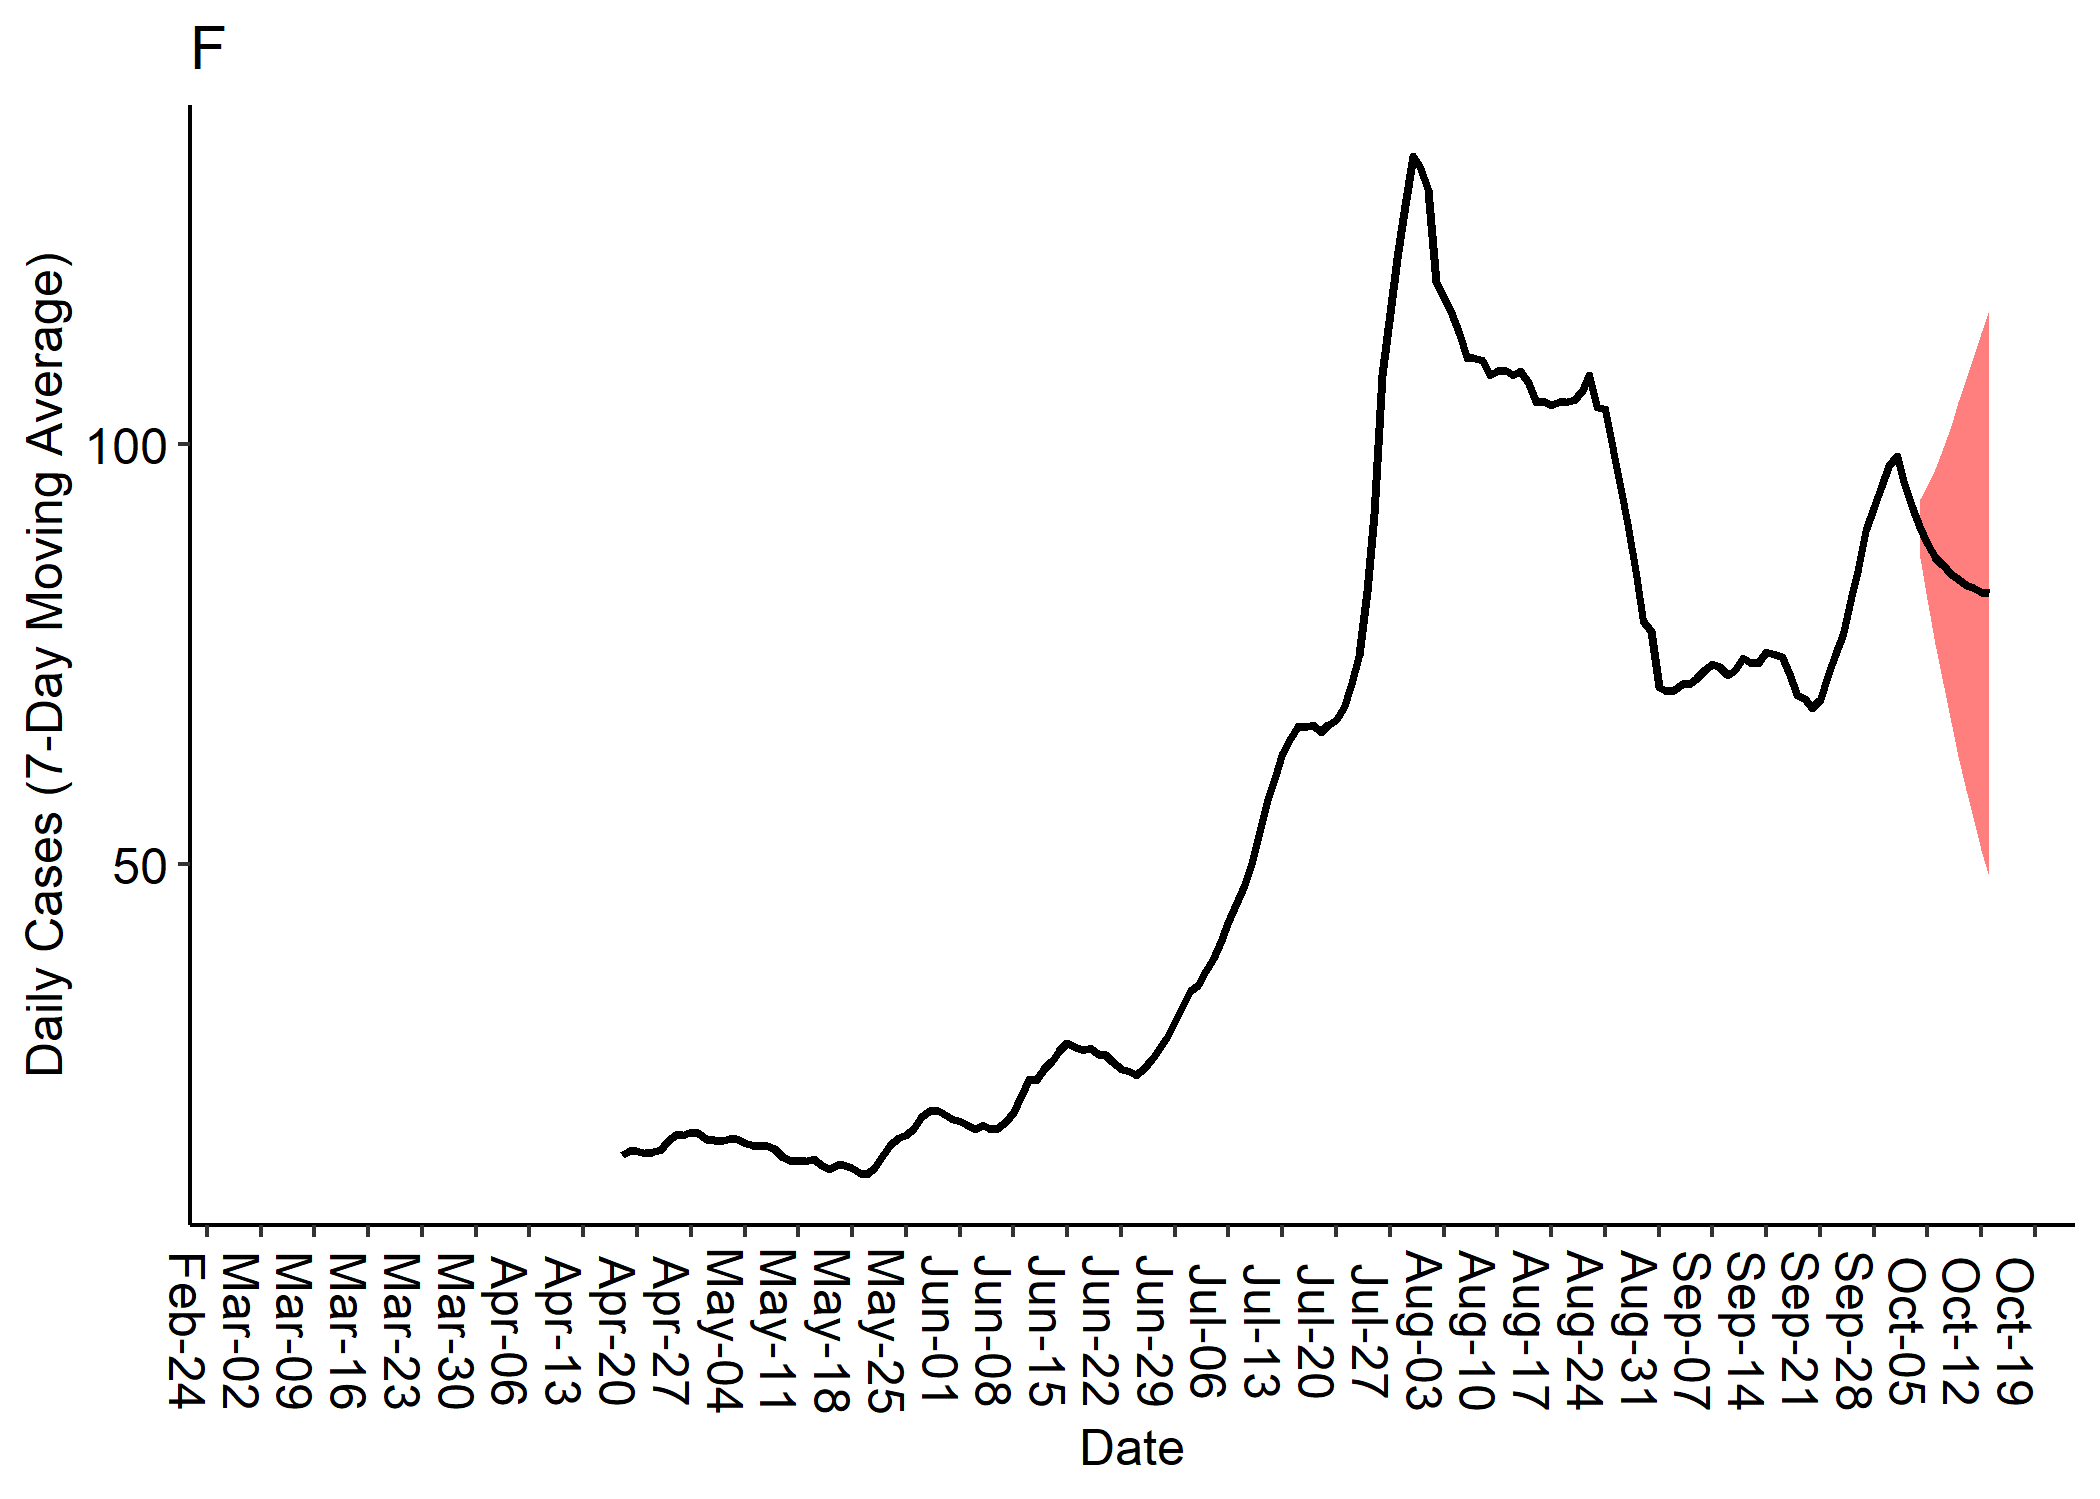 F
Daily Cases (7-Day Moving Average)
100
50
Feb-24
Mar-02
Mar-09
Mar-16
Mar-23
Mar-30
Apr-06
Apr-13
Apr-20
Apr-27
May-04
May-11
May-18
May-25
Jun-01
Jun-08
Jun-15
Jun-22
Jun-29
Jul-06
Jul-13
Jul-20
Jul-27
Aug-03
Aug-10
Aug-17
Aug-24
Aug-31
Sep-07
Sep-14
Sep-21
Sep-28
Oct-05
Oct-12
Oct-19
Date